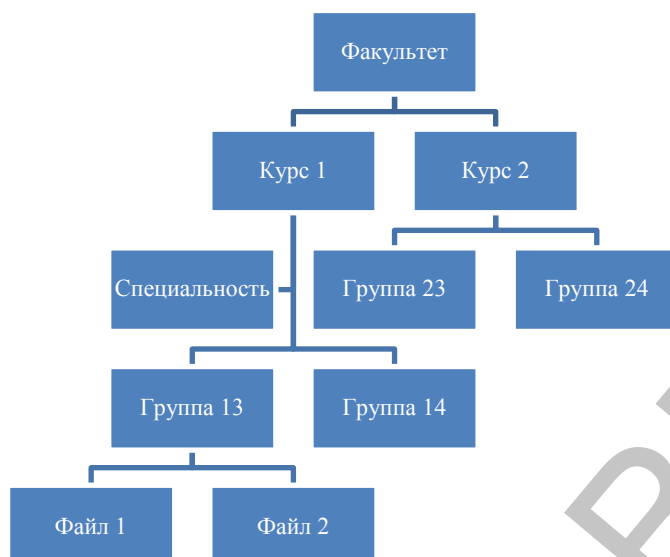 Факультет
Курс 1
Курс 2
Специальность
Группа 23
Группа 24
Группа 13
Группа 14
Файл 1
Файл 2